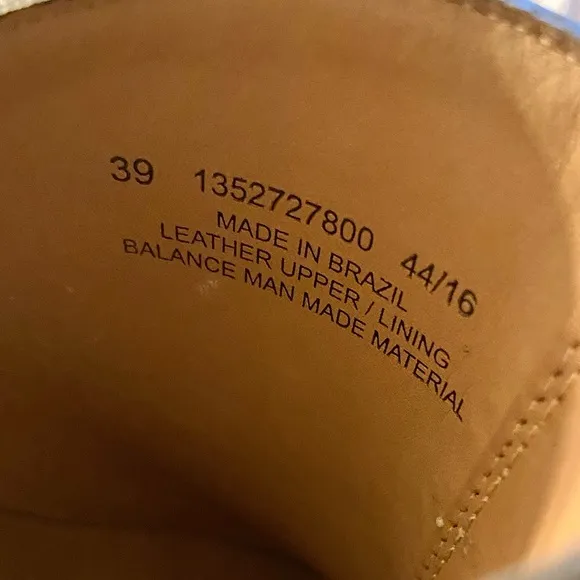 39 1352727800 44/16
MADE IN BRAZIL
LEATHER UPPER / LINING
BALANCE MAN MADE MATERIAL